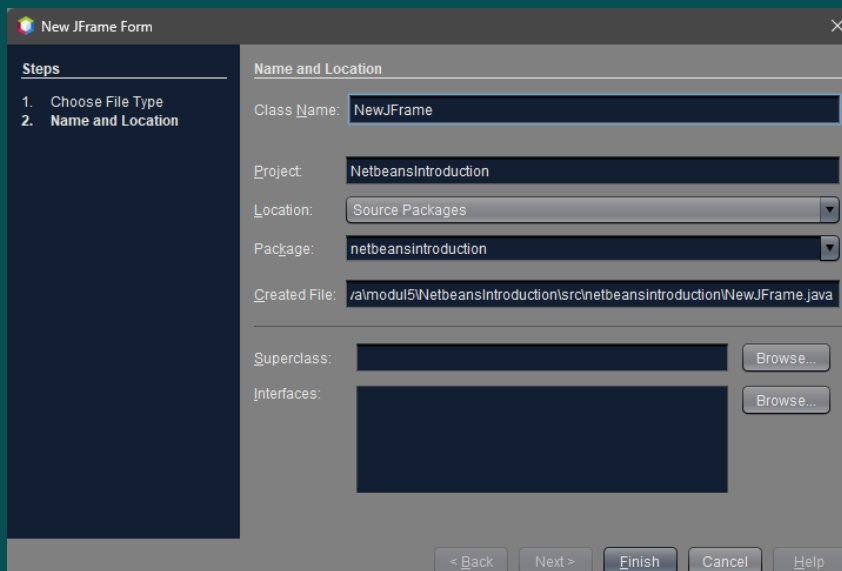 New JFrame Form
Steps
1. Choose File Type
2. Name and Location
Name and Location
Class Name: NewJFrame
Project: NetbeansIntroduction
Location: Source Packages
Package: netbeansintroduction
Created File: va\modul5\NetbeansIntroduction\src\netbeansintroduction\NewJFrame.java
Superclass: Browse...
Interfaces: Browse...
< Back Next > Finish Cancel Help